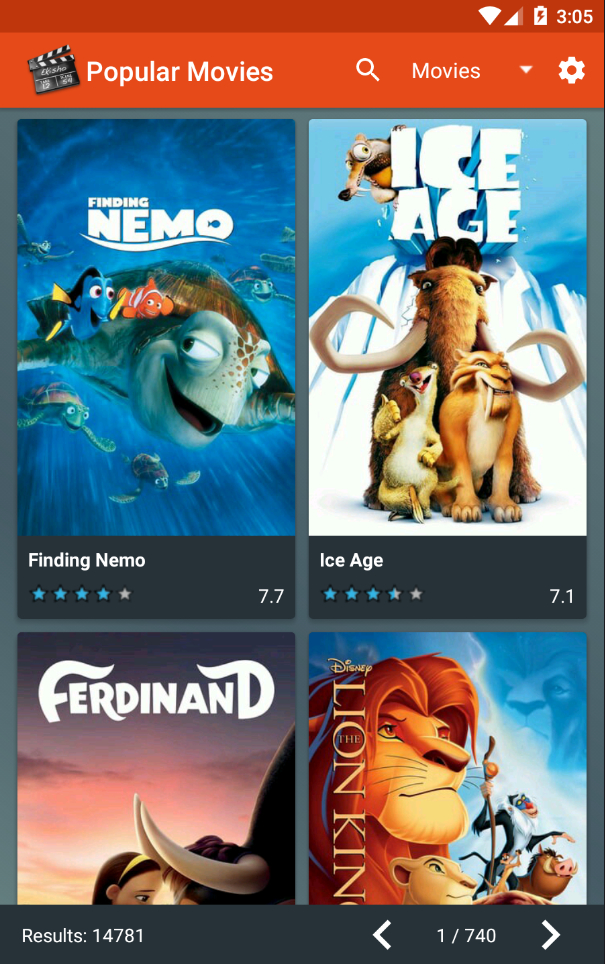 3:05
Popular Movies
Movies
FINDING
NEMO
ICE
AGE
Finding Nemo
7.7
Ice Age
7.1
FERDINAND
Disney
THE
LION KING
Results: 14781
1 / 740